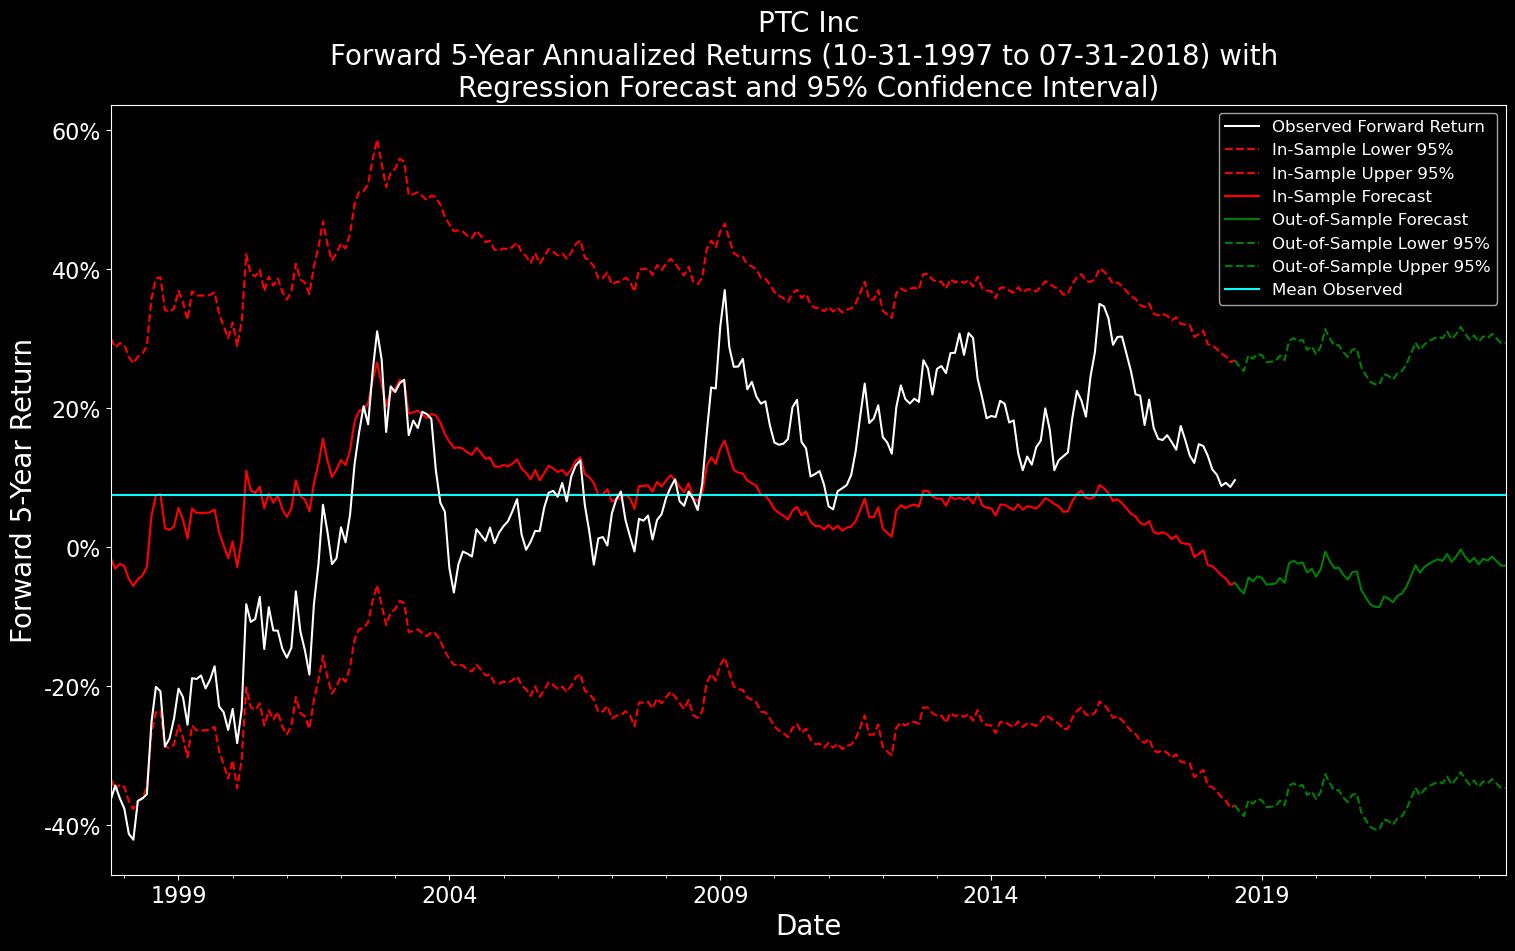 PTC Inc
Forward 5-Year Annualized Returns (10-31-1997 to 07-31-2018) with
Regression Forecast and 95% Confidence Interval)
Forward 5-Year Return
60%
40%
20%
0%
-20%
-40%
Observed Forward Return
In-Sample Lower 95%
In-Sample Upper 95%
In-Sample Forecast
Out-of-Sample Forecast
Out-of-Sample Lower 95%
Out-of-Sample Upper 95%
Mean Observed
1999
2004
2009
2014
2019
Date